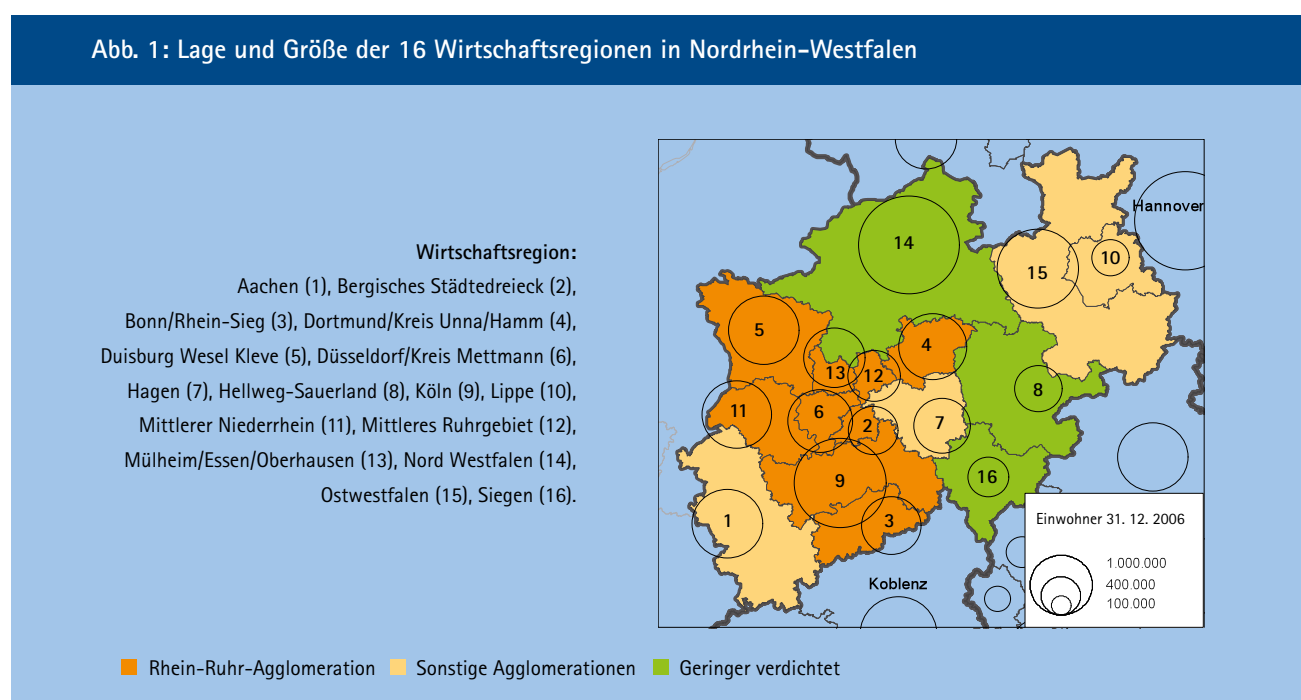 Abb. 1: Lage und Größe der 16 Wirtschaftsregionen in Nordrhein-Westfalen
Wirtschaftsregion:
Aachen (1), Bergisches Städtedreieck (2),
Bonn/Rhein-Sieg (3), Dortmund/Kreis Unna/Hamm (4),
Duisburg Wesel Kleve (5), Düsseldorf/Kreis Mettmann (6),
Hagen (7), Hellweg-Sauerland (8), Köln (9), Lippe (10),
Mittlerer Niederrhein (11), Mittleres Ruhrgebiet (12),
Mülheim/Essen/Oberhausen (13), Nord Westfalen (14),
Ostwestfalen (15), Siegen (16).
Hannover
14
10
15
5
4
13
12
8
11
6
2
7
16
9
1
3
Koblenz
Einwohner 31. 12. 2006
1.000.000
400.000
100.000
Rhein-Ruhr-Agglomeration Sonstige Agglomerationen Geringer verdichtet